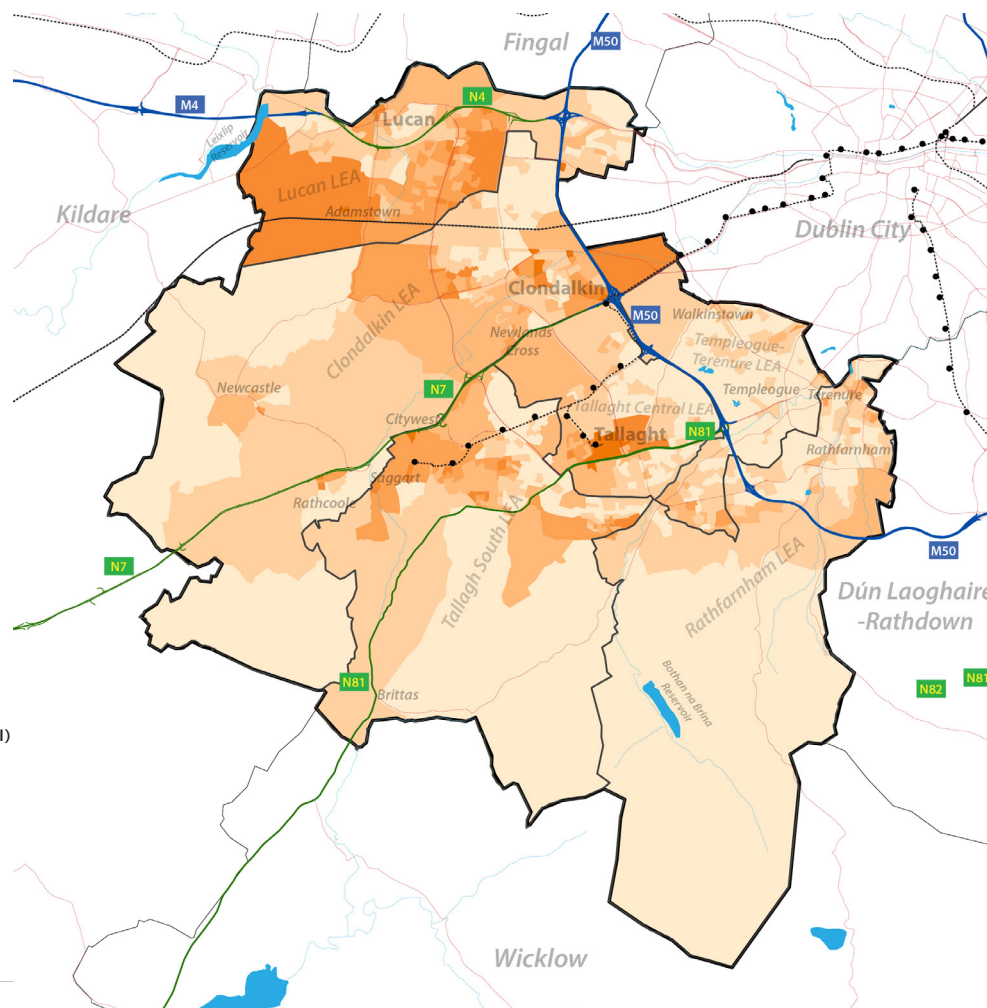 Fingal
M50
M4
N4
Lucan
Leixlip
Reservoir
Lucan LEA
Adamstown
Kildare
Dublin City
Clondalkin
M50
Walkinstown
Clondalkin LEA
Newlands
Cross
Templeogue-
Terenure LEA
Newcastle
N7
Templeogue
Terenure
Citywest
Tallaght Central LEA
N81
Tallaght
Rathfarnham
Saggart
Rathcoole
Tallagh South LEA
N7
Rathfarnham LEA
M50
Dún Laoghaire
-Rathdown
N81
Brittas
Bothan na Brina
Reservoir
N82
N81
l)
Wicklow